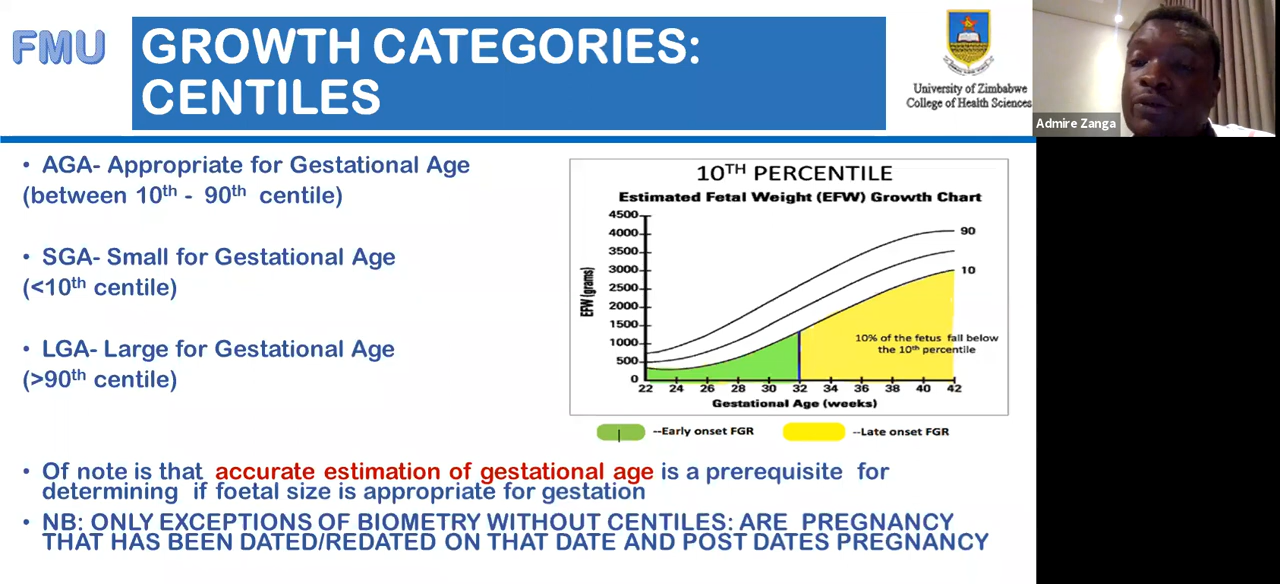 FMU
GROWTH CATEGORIES:
CENTILES
University of Zimbabwe
College of Health Sciences
Admire Zanga
• AGA- Appropriate for Gestational Age
(between 10th - 90th centile)
• SGA- Small for Gestational Age
(<10th centile)
• LGA- Large for Gestational Age
(>90th centile)
10TH PERCENTILE
Estimated Fetal Weight (EFW) Growth Chart
EFW (grams)
4500
4000
3500
3000
2500
2000
1500
1000
500
0
90
10
10% of the fetus fall below
the 10th percentile
22 24 26 28 30 32 34 36 38 40 42
Gestational Age (weeks)
--Early onset FGR
--Late onset FGR
• Of note is that accurate estimation of gestational age is a prerequisite for
determining if foetal size is appropriate for gestation
• NB: ONLY EXCEPTIONS OF BIOMETRY WITHOUT CENTILES: ARE PREGNANCY
THAT HAS BEEN DATED/REDATED ON THAT DATE AND POST DATES PREGNANCY